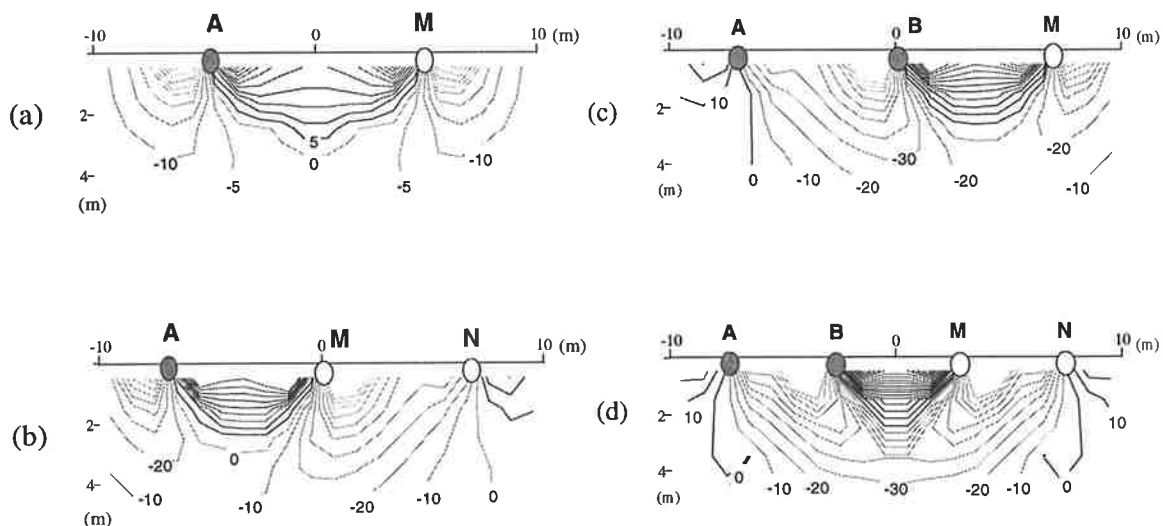 A M
-10 0 10 (m)
(a)
2
5
-10 0 -10
4 -5 -5
(m)
A B M
-10 0 10 (m)
(c)
10
2
-30 -20
4 0 -10 -20 -20 -10
(m)
A M N
-10 0 10 (m)
(b)
2
-20 0
4 -10 -10 -20 -10 0
(m)
A B M N
-10 0 10 (m)
(d)
10 10
2
4 0 -10 -20 -30 -20 -10 0
(m)